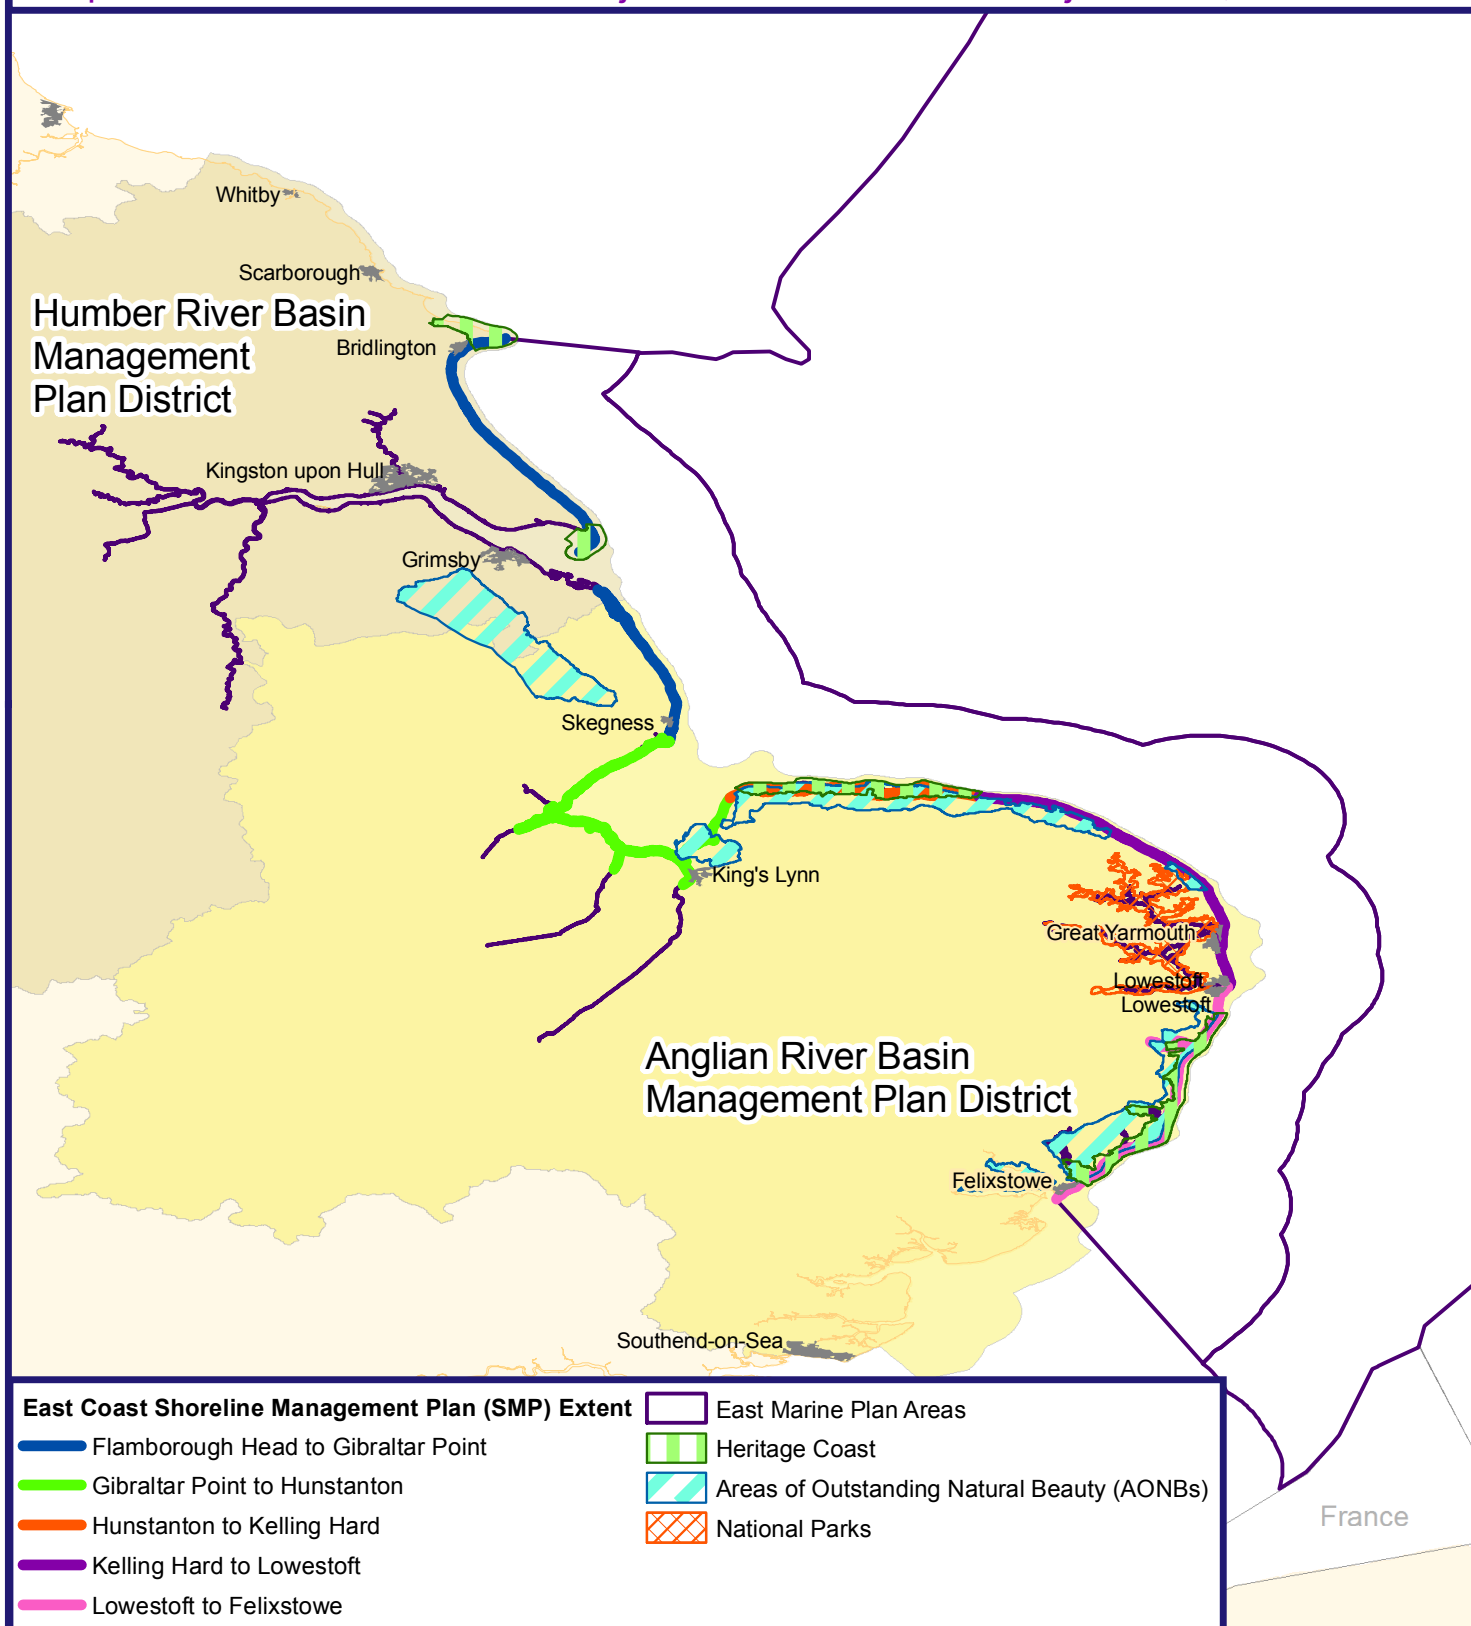 Whitby
Scarborough
Humber River Basin
Management
Plan District
Bridlington
Kingston upon Hull
Grimsby
Skegness
King's Lynn
Great Yarmouth
Lowestoft
Lowestoft
Anglian River Basin
Management Plan District
Felixstowe
Southend-on-Sea
France
East Coast Shoreline Management Plan (SMP) Extent
Flamborough Head to Gibraltar Point
Gibraltar Point to Hunstanton
Hunstanton to Kelling Hard
Kelling Hard to Lowestoft
Lowestoft to Felixstowe
East Marine Plan Areas
Heritage Coast
Areas of Outstanding Natural Beauty (AONBs)
National Parks